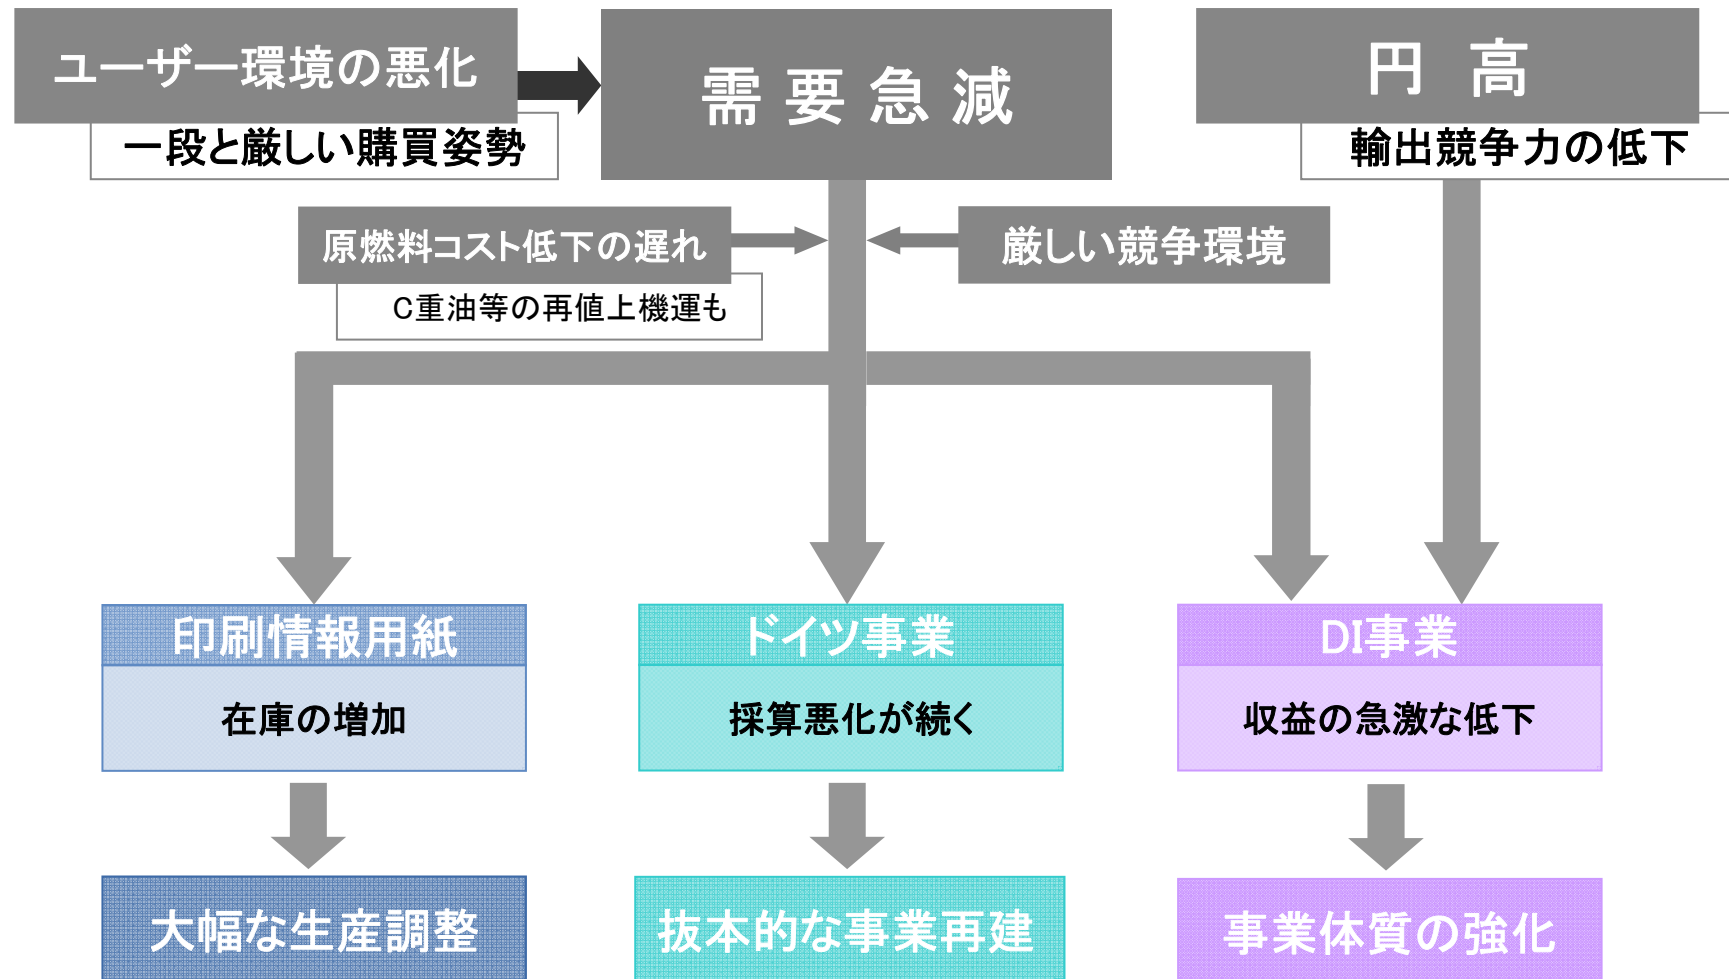 ユーザー環境の悪化
一段と厳しい購買姿勢
需要急減
円高
輸出競争力の低下
原燃料コスト低下の遅れ
C重油等の再値上機運も
厳しい競争環境
印刷情報用紙
在庫の増加
ドイツ事業
採算悪化が続く
DI事業
収益の急激な低下
大幅な生産調整
抜本的な事業再建
事業体質の強化